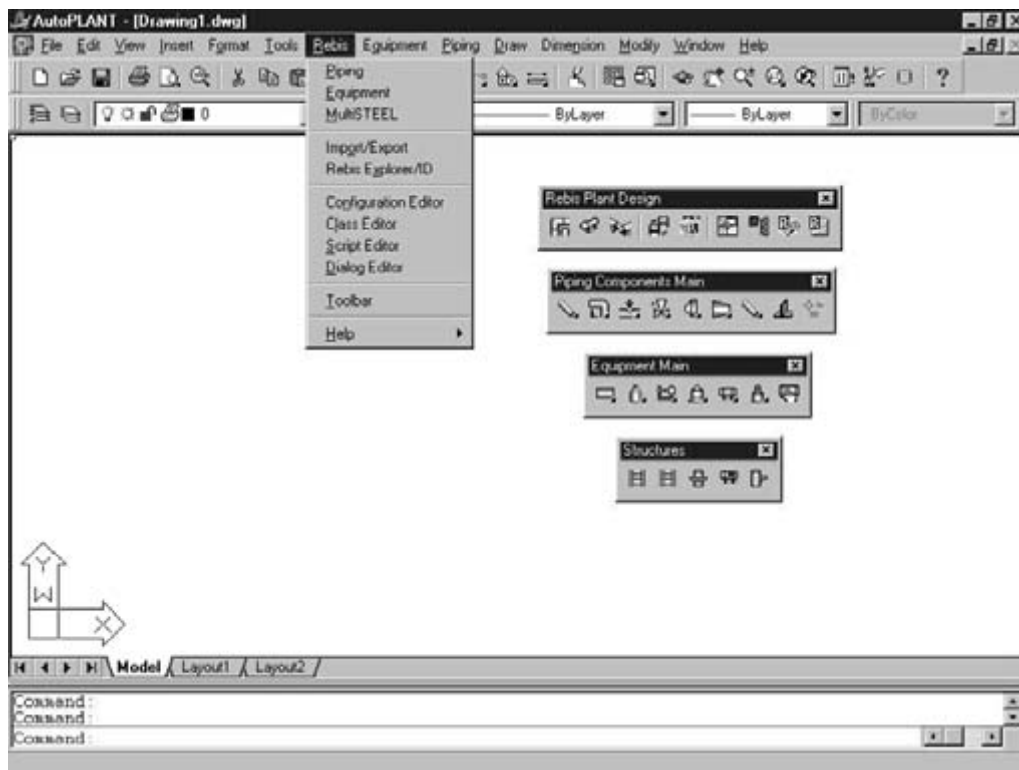 AutoPLANT - [Drawing1.dwg]
File Edit View Insert Format Tools Rebis Equipment Piping Draw Dimension Modify Window Help
0 ByLayer ByLayer ByColor
Piping
Equipment
MultiSTEEL
Import/Export
Rebis Explorer/ID
Configuration Editor
Class Editor
Script Editor
Dialog Editor
Toolbar
Help
Rebis Plant Design
Piping Components Main
Equipment Main
Structures
Y
W
X
Model Layout1 Layout2
Command:
Command:
Command: